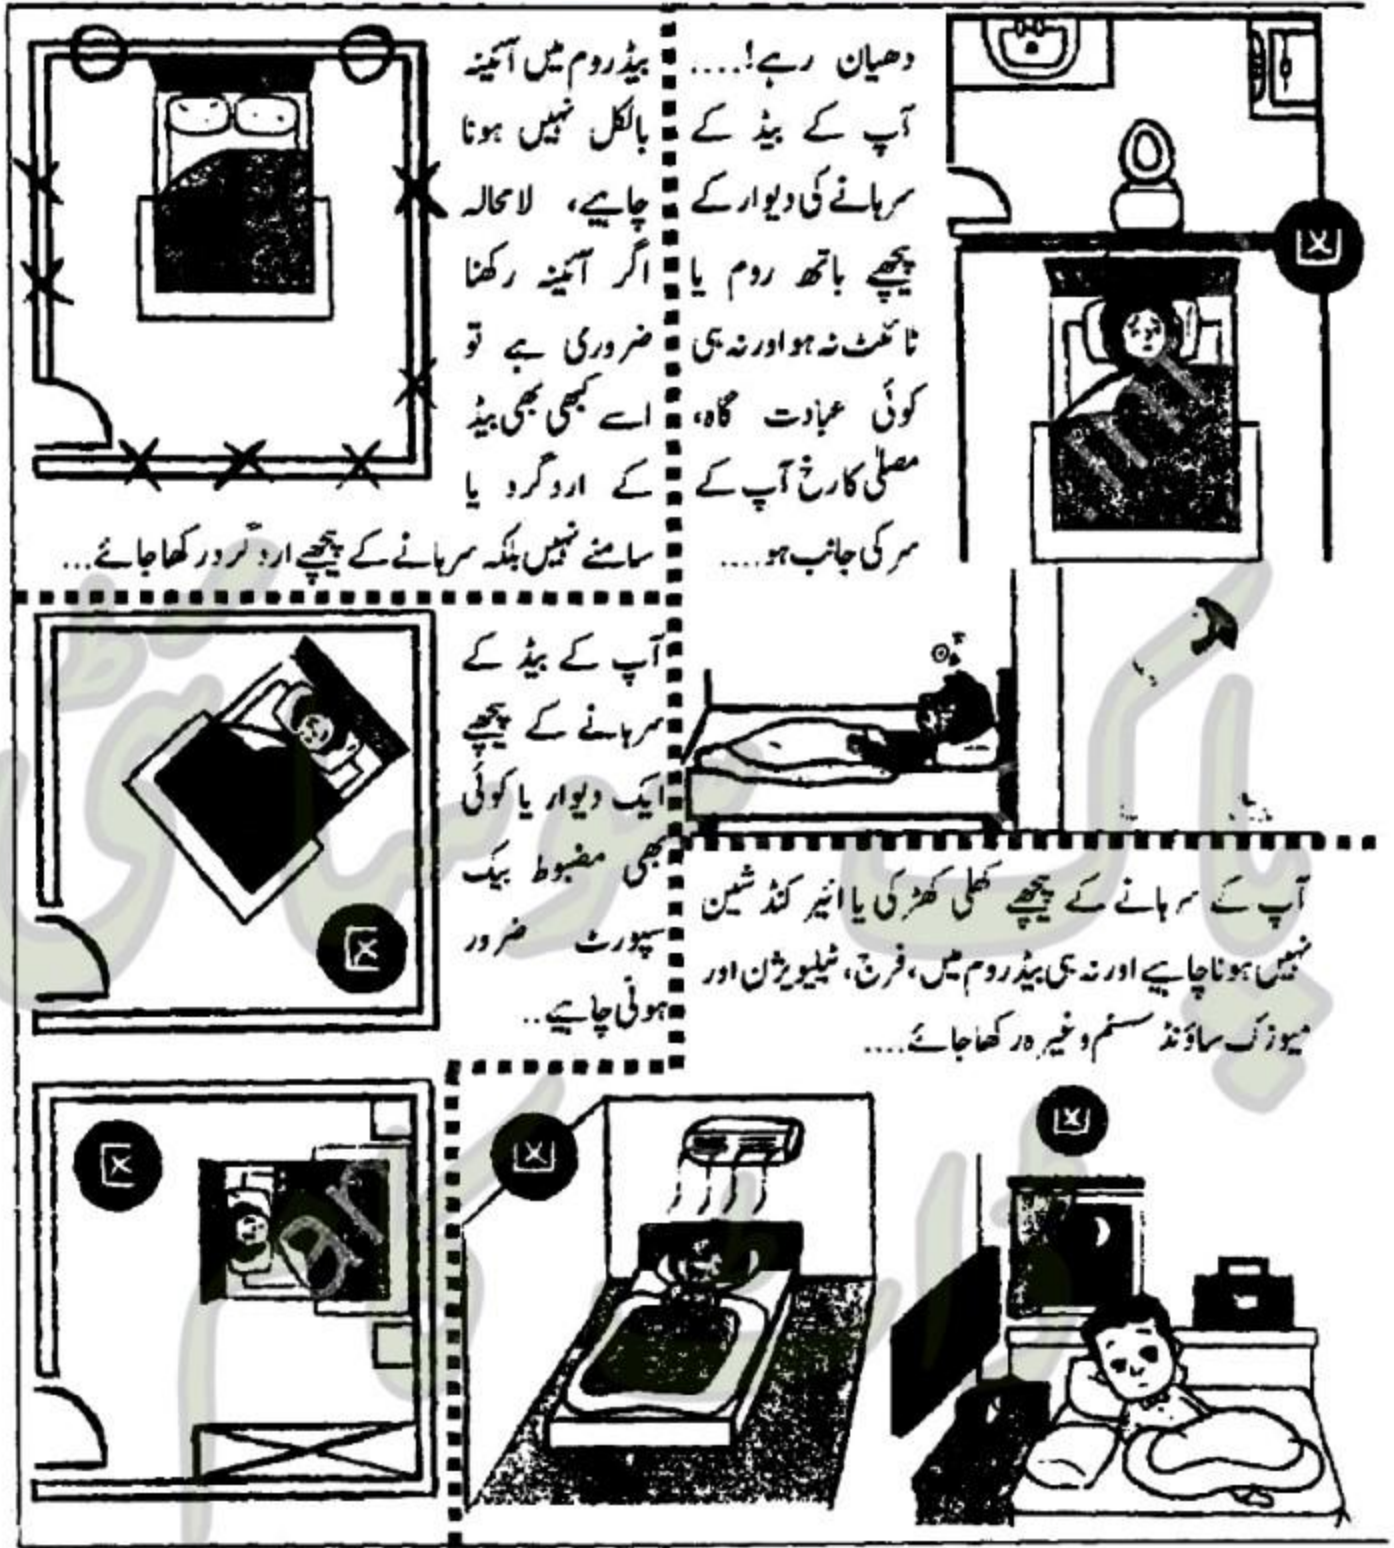 دھیان رہے!....
آپ کے بیڈ کے
سرہانے کی دیوار کے
پیچھے باتھ روم یا
ٹائلٹ نہ ہو اور نہ ہی
کوئی عبادت گاہ،
مصلیٰ کا رخ آپ کے
سر کی جانب ہو....
بیڈروم میں آئینہ
بالکل نہیں ہونا
چاہیے، لامحالہ
اگر آئینہ رکھنا
ضروری ہے تو
اسے کبھی بھی بیڈ
کے اردگرد یا
سامنے نہیں بلکہ سرہانے کے پیچھے اردگرد رکھا جائے...
آپ کے بیڈ کے
سرہانے کے پیچھے
ایک دیوار یا کوئی
بھی مضبوط بیک
سپورٹ ضرور
ہونی چاہیے..
آپ کے سرہانے کے پیچھے کھلی کھڑکی یا ائیر کنڈشین
نہیں ہونا چاہیے اور نہ ہی بیڈروم میں، فرج، ٹیلیویژن اور
میوزک ساؤنڈ سسٹم وغیرہ رکھا جائے....